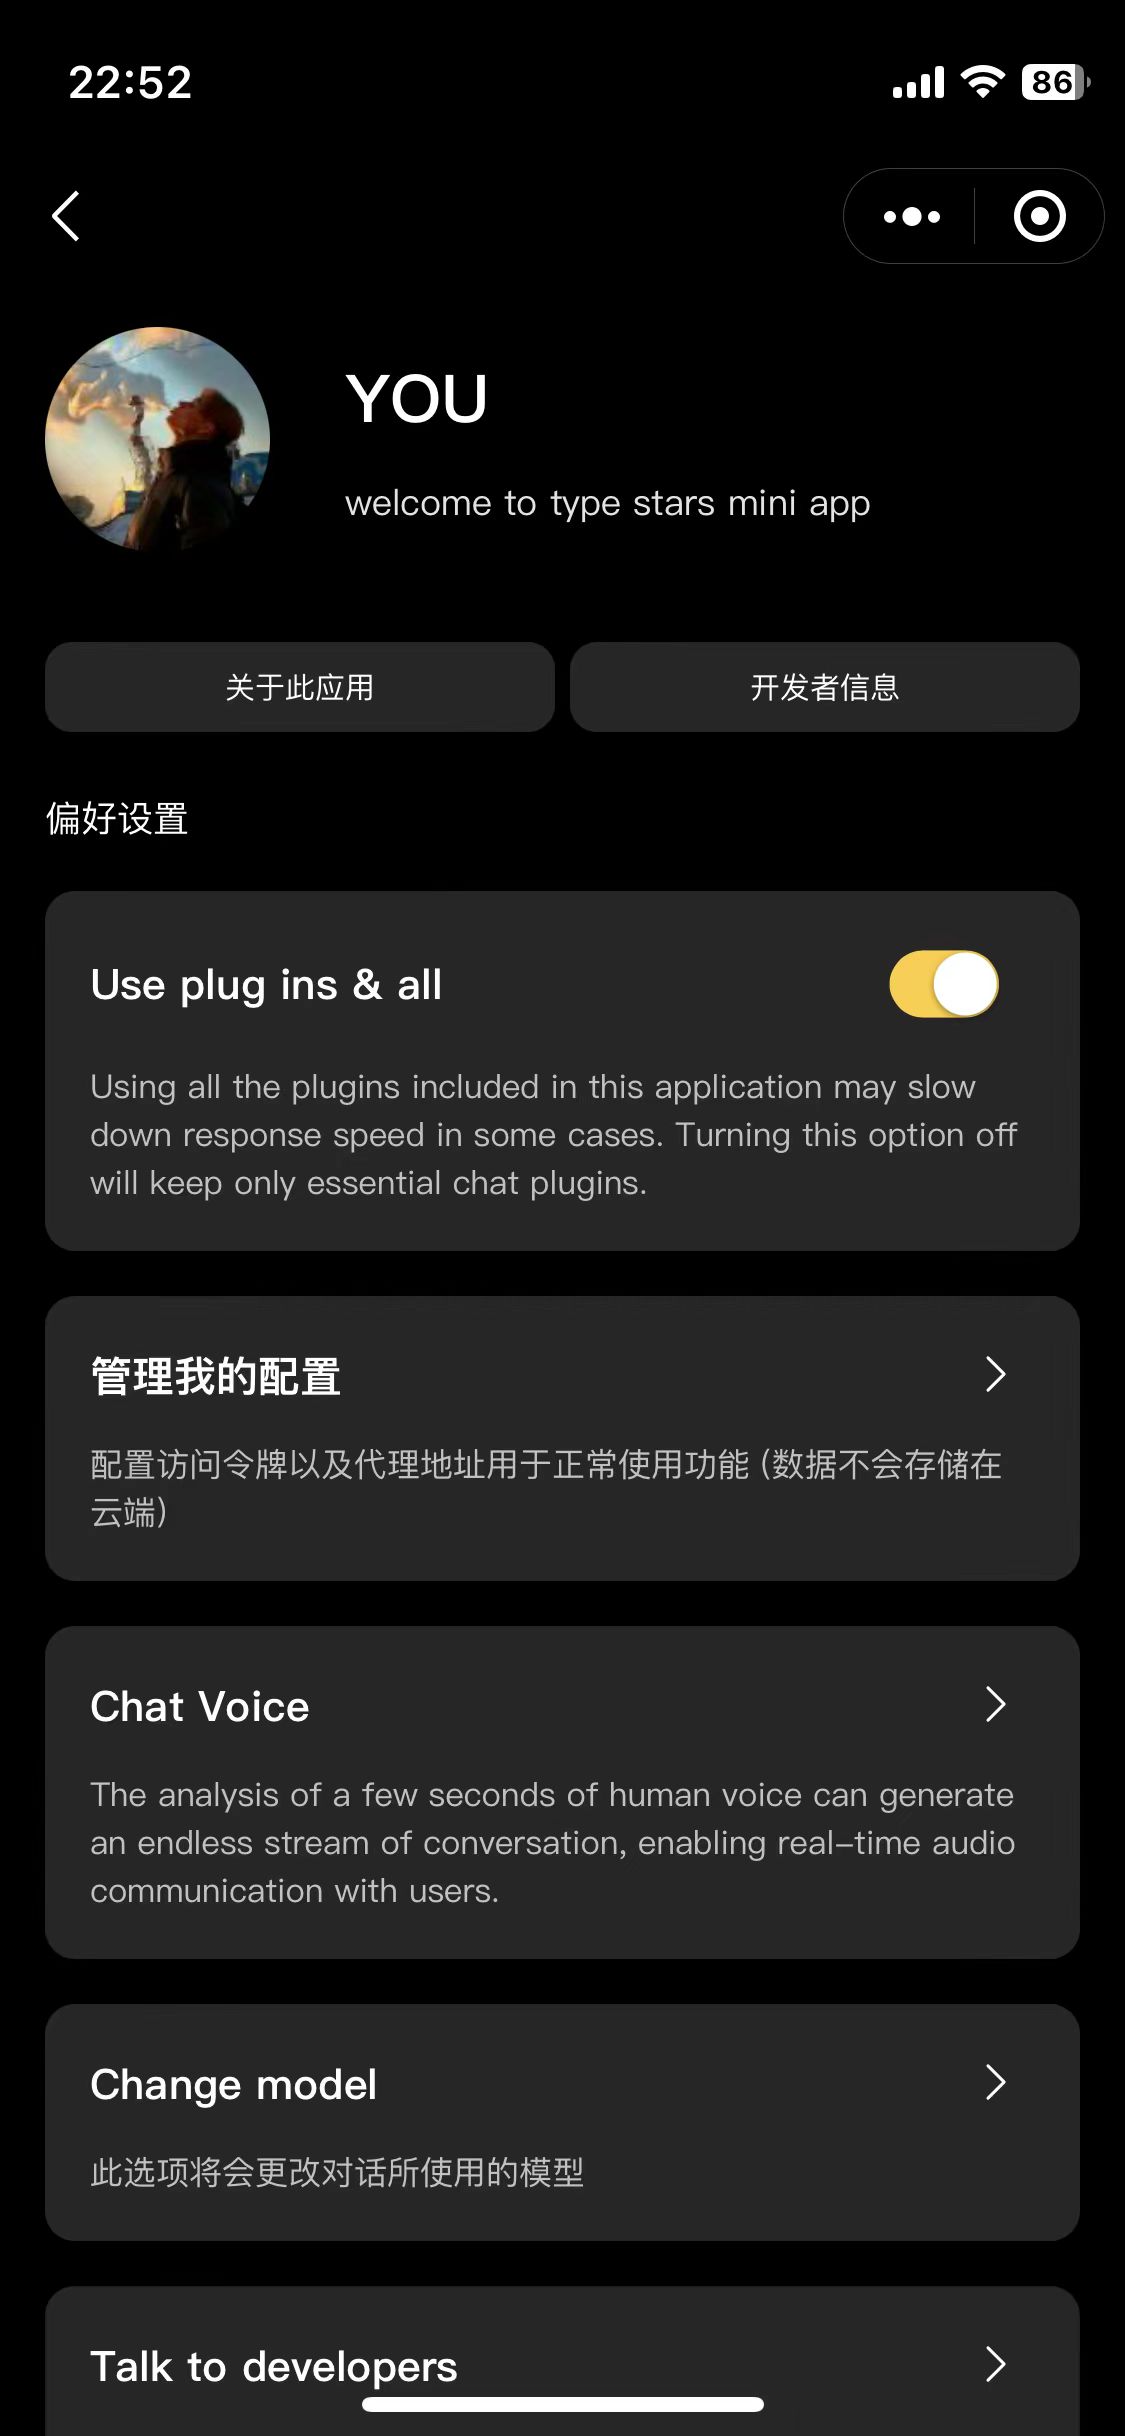 22:52
86
YOU
welcome to type stars mini app
关于此应用
开发者信息
偏好设置
Use plug ins & all
Using all the plugins included in this application may slow
down response speed in some cases. Turning this option off
will keep only essential chat plugins.
管理我的配置
配置访问令牌以及代理地址用于正常使用功能 (数据不会存储在
云端)
Chat Voice
The analysis of a few seconds of human voice can generate
an endless stream of conversation, enabling real-time audio
communication with users.
Change model
此选项将会更改对话所使用的模型
Talk to developers